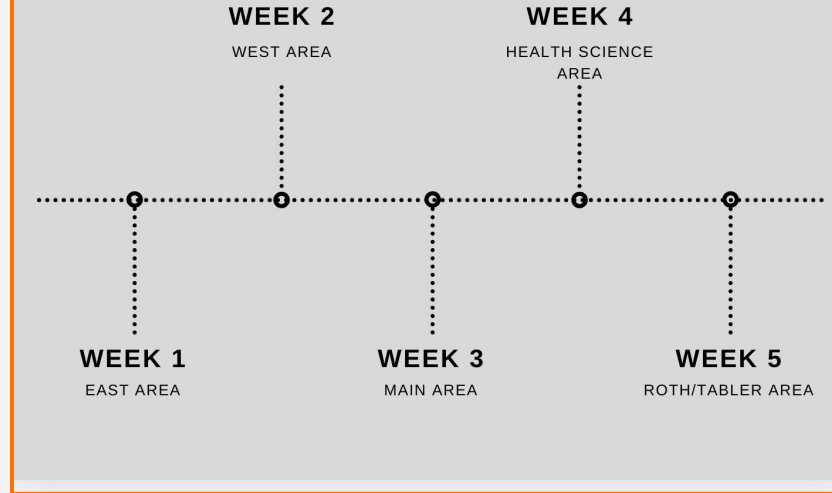 WEEK 2
WEST AREA
WEEK 4
HEALTH SCIENCE
AREA
WEEK 1
EAST AREA
WEEK 3
MAIN AREA
WEEK 5
ROTH/TABLER AREA